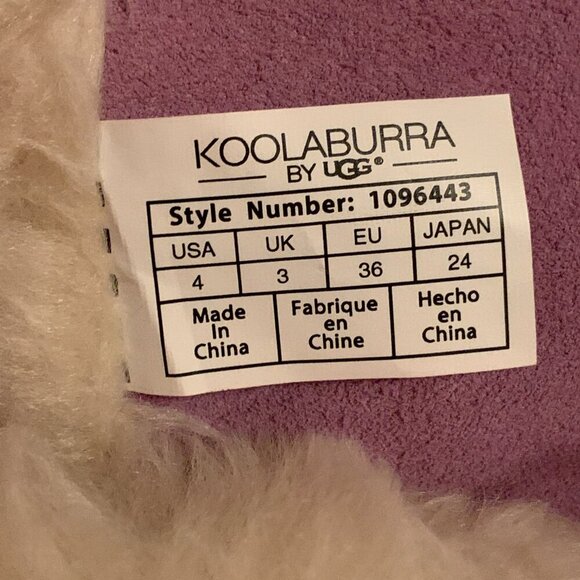 KOOLABURRA
BY UGG®
Style Number: 1096443
USA UK EU JAPAN
4 3 36 24
Made In China Fabrique en Chine Hecho en China